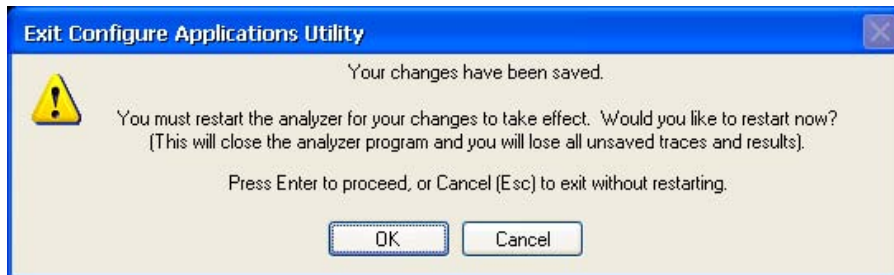 Exit Configure Applications Utility
Your changes have been saved.
You must restart the analyzer for your changes to take effect. Would you like to restart now?
(This will close the analyzer program and you will lose all unsaved traces and results).
Press Enter to proceed, or Cancel (Esc) to exit without restarting.
OK
Cancel